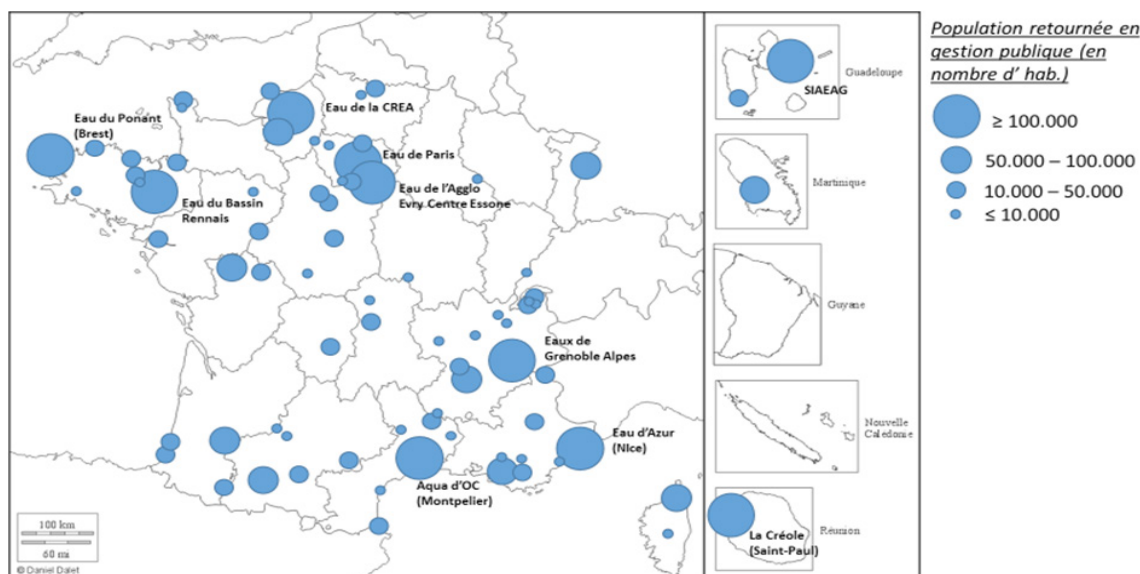 Eau du Ponant
(Brest)
Eau de la CREA
Eau de Paris
Eau de l'Agglo
Evry Centre Essone
Eau du Bassin
Rennais
Eaux de
Grenoble Alpes
Eau d'Azur
(NIce)
Aqua d'OC
(Montpelier)
100 km
60 mi
© Daniel Dalet
Guadeloupe
SIAEAG
Martinique
Guyane
Nouvelle
Calédonie
Réunion
La Créole
(Saint-Paul)
Population retournée en
gestion publique (en
nombre d' hab.)
≥ 100.000
50.000 – 100.000
10.000 – 50.000
≤ 10.000